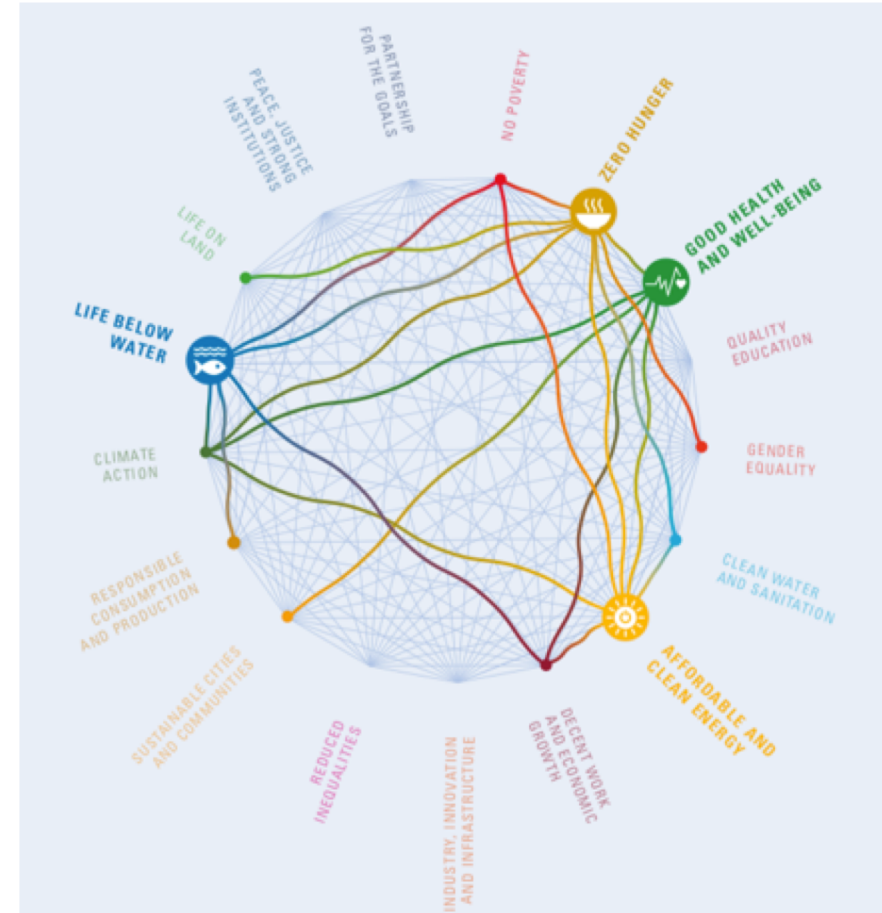 NO POVERTY
ZERO HUNGER
GOOD HEALTH
AND WELL-BEING
QUALITY
EDUCATION
GENDER
EQUALITY
CLEAN WATER
AND SANITATION
AFFORDABLE AND
CLEAN ENERGY
DECENT WORK
AND ECONOMIC
GROWTH
INDUSTRY, INNOVATION
AND INFRASTRUCTURE
REDUCED
INEQUALITIES
SUSTAINABLE CITIES
AND COMMUNITIES
RESPONSIBLE
CONSUMPTION
AND PRODUCTION
CLIMATE
ACTION
LIFE BELOW
WATER
LIFE ON
LAND
PEACE, JUSTICE
AND STRONG
INSTITUTIONS
PARTNERSHIP
FOR THE GOALS